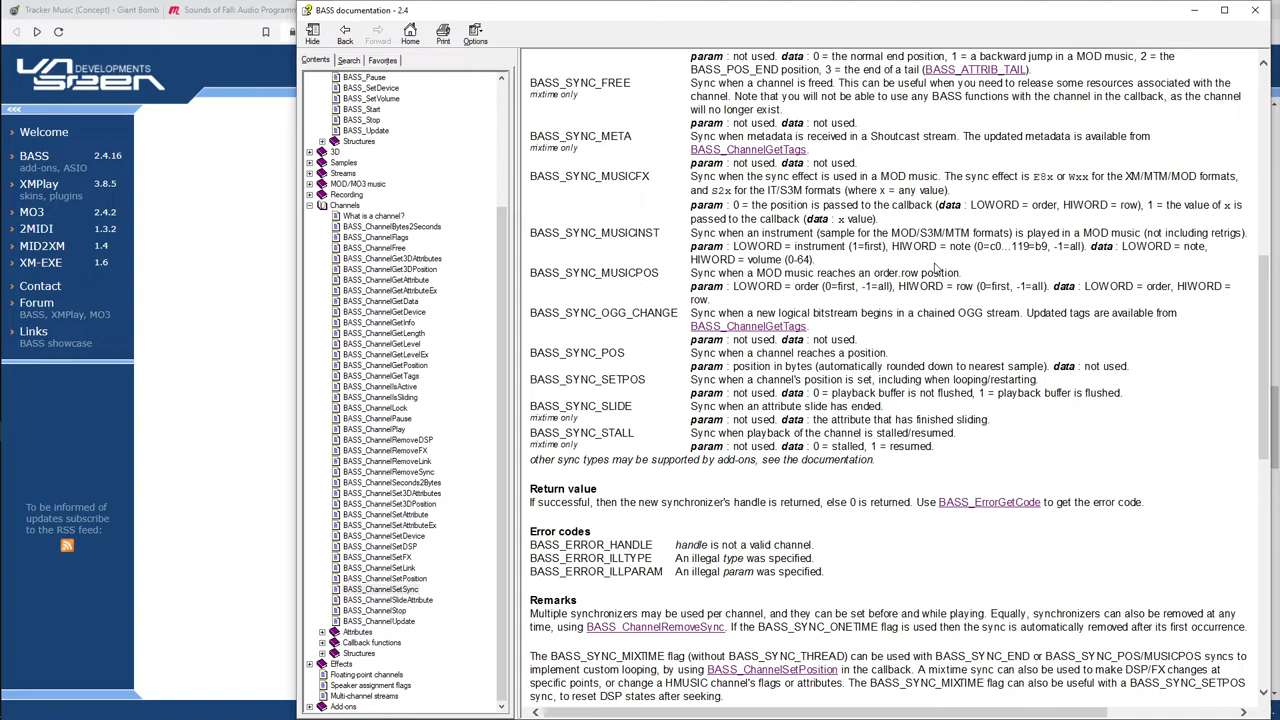 Tracker Music (Concept) - Giant Bomb
Sounds of Fall: Audio Programm
BASS documentation - 2.4
Hide
Back
Forward
Home
Print
Options
Contents
Search
Favorites
UN4SEEN
DEVELOPMENTS
Welcome
BASS 2.4.16
add-ons, ASIO
XMPlay 3.8.5
skins, plugins
MO3 2.4.2
2MIDI 1.3.2
MID2XM 1.4
XM-EXE 1.6
Contact
Forum
BASS, XMPlay, MO3
Links
BASS showcase
To be informed of
updates subscribe
to the RSS feed:
BASS_Pause
BASS_SetDevice
BASS_SetVolume
BASS_Start
BASS_Stop
BASS_Update
Structures
3D
Samples
Streams
MOD/MO3 music
Recording
Channels
What is a channel?
BASS_ChannelBytes2Seconds
BASS_ChannelFlags
BASS_ChannelFree
BASS_ChannelGet3DAttributes
BASS_ChannelGet3DPosition
BASS_ChannelGetAttribute
BASS_ChannelGetAttributeEx
BASS_ChannelGetData
BASS_ChannelGetDevice
BASS_ChannelGetInfo
BASS_ChannelGetLength
BASS_ChannelGetLevel
BASS_ChannelGetLevelEx
BASS_ChannelGetPosition
BASS_ChannelGetTags
BASS_ChannelIsActive
BASS_ChannelIsSliding
BASS_ChannelLock
BASS_ChannelPause
BASS_ChannelPlay
BASS_ChannelRemoveDSP
BASS_ChannelRemoveFX
BASS_ChannelRemoveLink
BASS_ChannelRemoveSync
BASS_ChannelSeconds2Bytes
BASS_ChannelSet3DAttributes
BASS_ChannelSet3DPosition
BASS_ChannelSetAttribute
BASS_ChannelSetAttributeEx
BASS_ChannelSetDevice
BASS_ChannelSetDSP
BASS_ChannelSetFX
BASS_ChannelSetLink
BASS_ChannelSetPosition
BASS_ChannelSetSync
BASS_ChannelSlideAttribute
BASS_ChannelStop
BASS_ChannelUpdate
Attributes
Callback functions
Structures
Effects
Floating-point channels
Speaker assignment flags
Multi-channel streams
Add-ons
param : not used. data : 0 = the normal end position, 1 = a backward jump in a MOD music, 2 = the
BASS_POS_END position, 3 = the end of a tail (BASS_ATTRIB_TAIL).
BASS_SYNC_FREE Sync when a channel is freed. This can be useful when you need to release some resources associated with the
mixtime only channel. Note that you will not be able to use any BASS functions with the channel in the callback, as the channel
will no longer exist.
param : not used. data : not used.
BASS_SYNC_META Sync when metadata is received in a Shoutcast stream. The updated metadata is available from
mixtime only BASS_ChannelGetTags.
param : not used. data : not used.
BASS_SYNC_MUSICFX Sync when the sync effect is used in a MOD music. The sync effect is E8x or Wxx for the XM/MTM/MOD formats,
and S2x for the IT/S3M formats (where x = any value).
param : 0 = the position is passed to the callback (data : LOWORD = order, HIWORD = row), 1 = the value of x is
passed to the callback (data : x value).
BASS_SYNC_MUSICINST Sync when an instrument (sample for the MOD/S3M/MTM formats) is played in a MOD music (not including retrigs).
param : LOWORD = instrument (1=first), HIWORD = note (0=c0...119=b9, -1=all). data : LOWORD = note,
HIWORD = volume (0-64).
BASS_SYNC_MUSICPOS Sync when a MOD music reaches an order.row position.
param : LOWORD = order (0=first, -1=all), HIWORD = row (0=first, -1=all). data : LOWORD = order, HIWORD =
row.
BASS_SYNC_OGG_CHANGE Sync when a new logical bitstream begins in a chained OGG stream. Updated tags are available from
BASS_ChannelGetTags.
param : not used. data : not used.
BASS_SYNC_POS Sync when a channel reaches a position.
param : position in bytes (automatically rounded down to nearest sample). data : not used.
BASS_SYNC_SETPOS Sync when a channel's position is set, including when looping/restarting.
param : not used. data : 0 = playback buffer is not flushed, 1 = playback buffer is flushed.
BASS_SYNC_SLIDE Sync when an attribute slide has ended.
mixtime only param : not used. data : the attribute that has finished sliding.
BASS_SYNC_STALL Sync when playback of the channel is stalled/resumed.
mixtime only param : not used. data : 0 = stalled, 1 = resumed.
other sync types may be supported by add-ons, see the documentation.
Return value
If successful, then the new synchronizer's handle is returned, else 0 is returned. Use BASS_ErrorGetCode to get the error code.
Error codes
BASS_ERROR_HANDLE handle is not a valid channel.
BASS_ERROR_ILLTYPE An illegal type was specified.
BASS_ERROR_ILLPARAM An illegal param was specified.
Remarks
Multiple synchronizers may be used per channel, and they can be set before and while playing. Equally, synchronizers can also be removed at any
time, using BASS_ChannelRemoveSync. If the BASS_SYNC_ONETIME flag is used then the sync is automatically removed after its first occurrence.
The BASS_SYNC_MIXTIME flag (without BASS_SYNC_THREAD) can be used with BASS_SYNC_END or BASS_SYNC_POS/MUSICPOS syncs to
implement custom looping, by using BASS_ChannelSetPosition in the callback. A mixtime sync can also be used to make DSP/FX changes at
specific points, or change a HMUSIC channel's flags or attributes. The BASS_SYNC_MIXTIME flag can also be useful with a BASS_SYNC_SETPOS
sync, to reset DSP states after seeking.